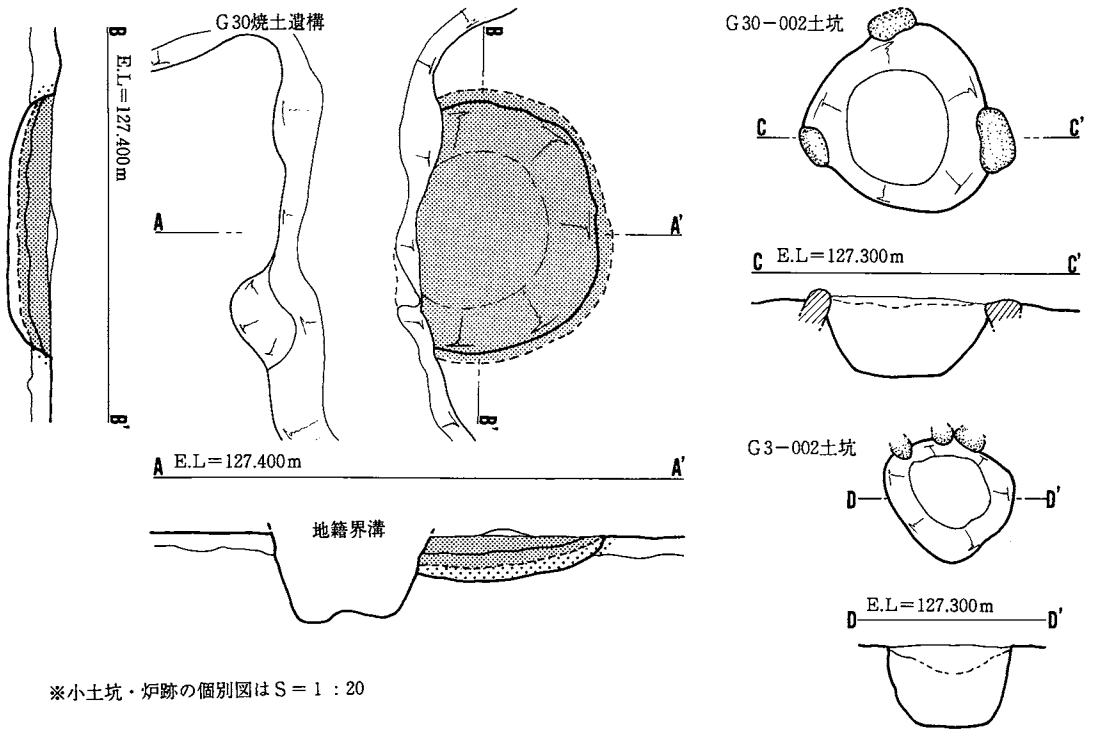 G30焼土遺構
B
E.L=127.400m
B'
B
A
A'
B'
A E.L=127.400m A'
地籍界溝
G30-002土坑
C
C'
C E.L=127.300m C'
G3-002土坑
D
D'
D E.L=127.300m D'
※小土坑・炉跡の個別図はS=1:20